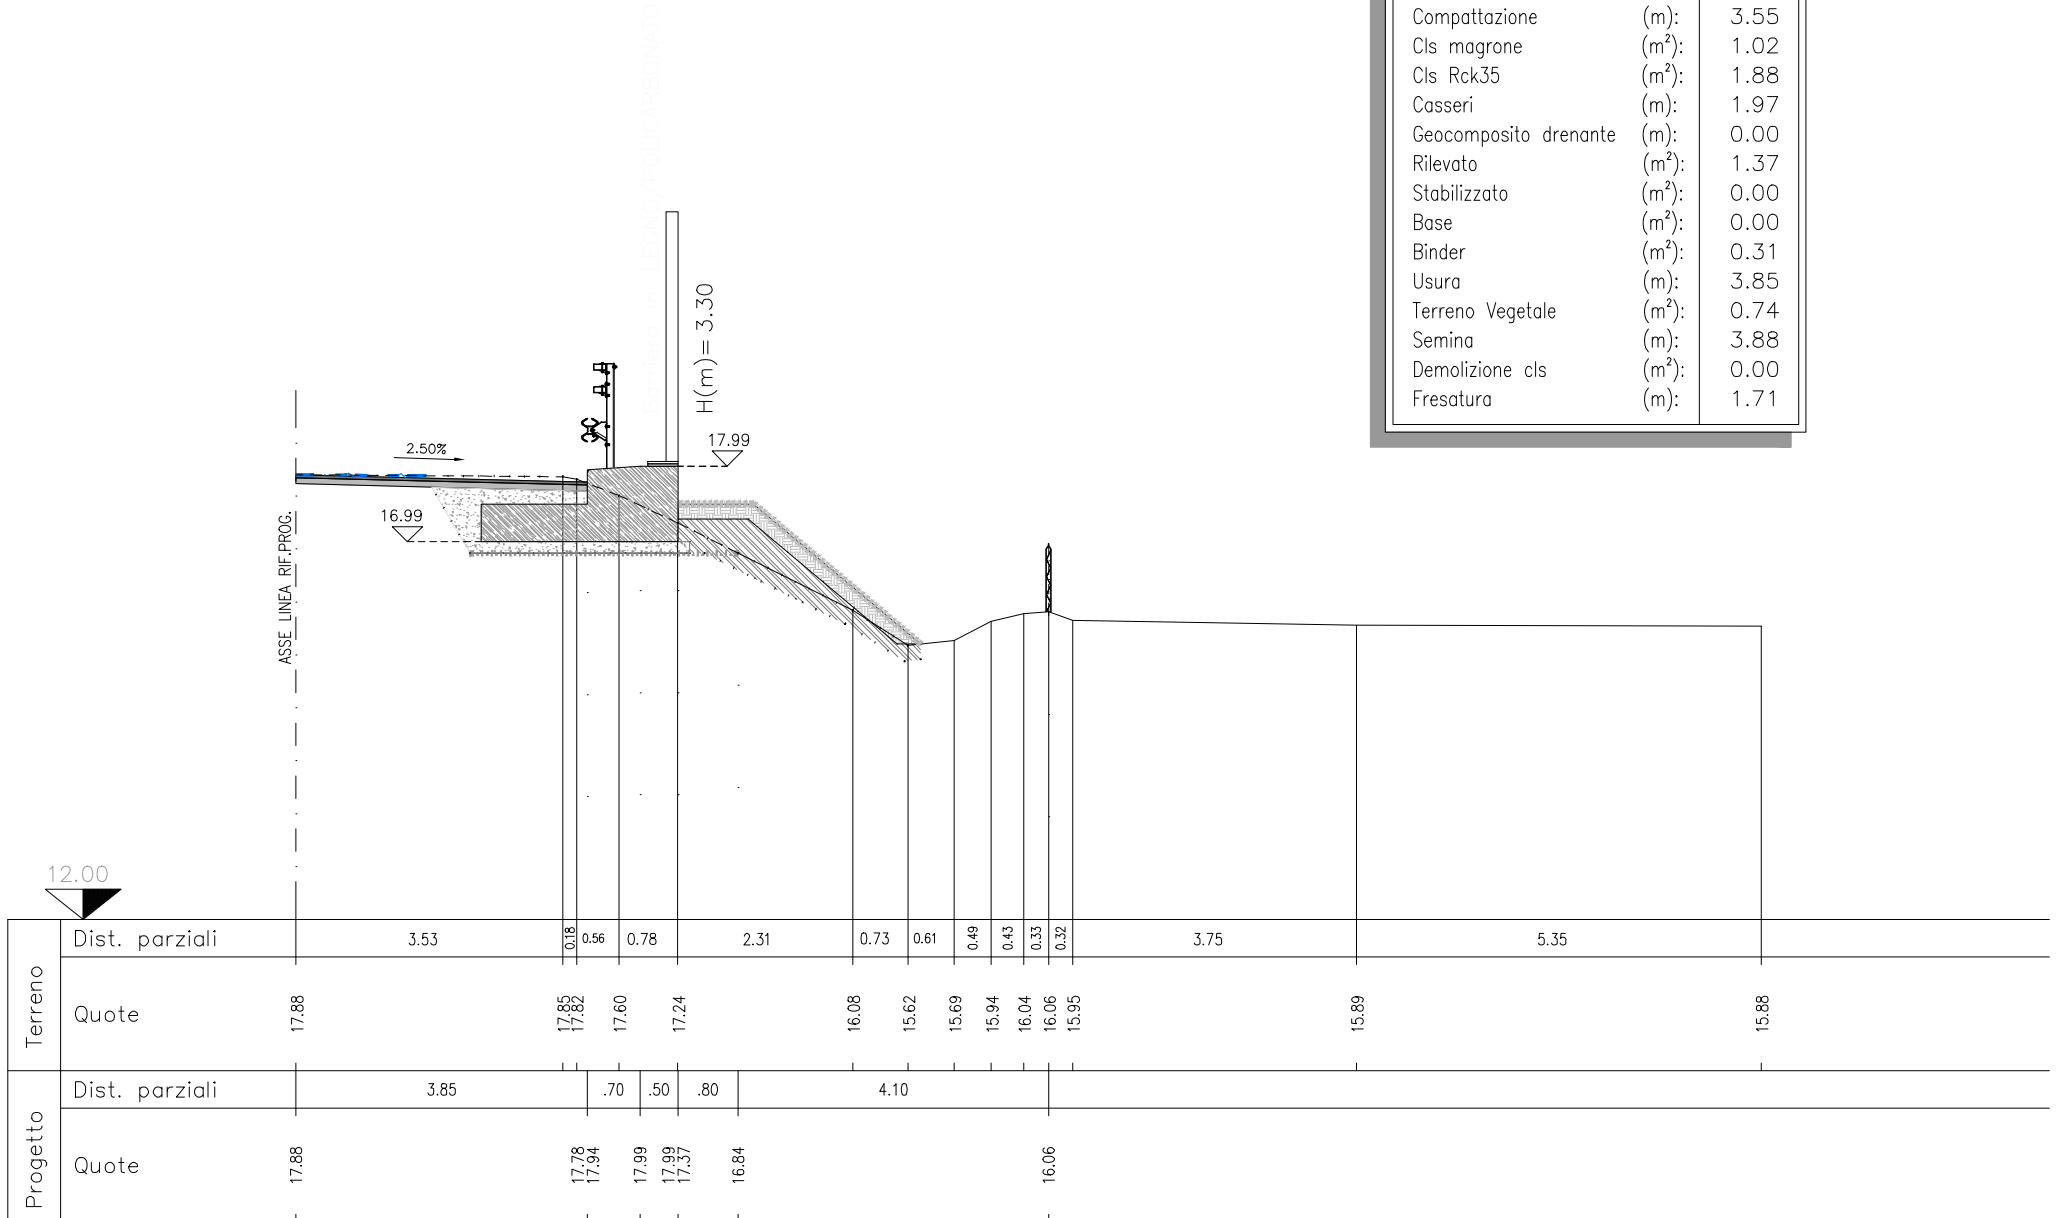 Compattazione (m): 3.55
Cls magrone (m²): 1.02
Cls Rck35 (m²): 1.88
Casseri (m): 1.97
Geocomposito drenante (m): 0.00
Rilevato (m²): 1.37
Stabilizzato (m²): 0.00
Base (m²): 0.00
Binder (m²): 0.31
Usura (m): 3.85
Terreno Vegetale (m²): 0.74
Semina (m): 3.88
Demolizione cls (m²): 0.00
Fresatura (m): 1.71
LEGNO/POLICARBONATO
H(m)= 3.30
2.50%
17.99
16.99
ASSE LINEA RIF.PROG.
12.00
Terreno
Dist. parziali 3.53 0.18 0.56 0.78 2.31 0.73 0.61 0.49 0.43 0.33 0.32 3.75 5.35
Quote 17.88 17.85 17.82 17.60 17.24 16.08 15.62 15.69 15.94 16.04 16.06 15.95 15.89 15.88
Progetto
Dist. parziali 3.85 .70 .50 .80 4.10
Quote 17.88 17.78 17.94 17.99 17.99 17.37 16.84 16.06